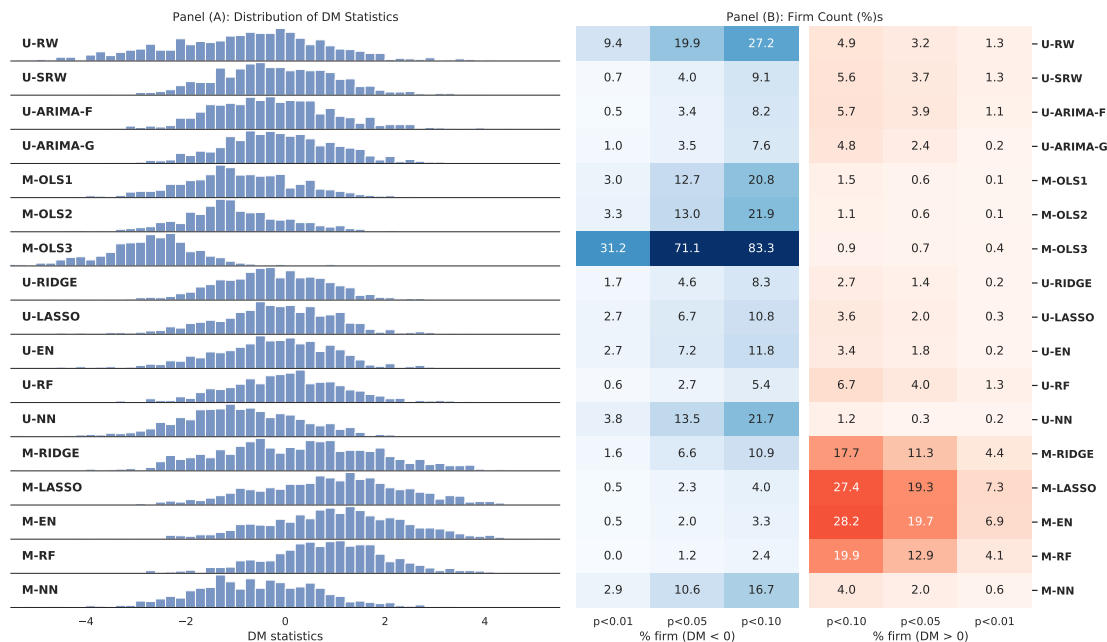 Panel (A): Distribution of DM Statistics
Panel (B): Firm Count (%)s
U-RW 9.4 19.9 27.2 4.9 3.2 1.3 U-RW
U-SRW 0.7 4.0 9.1 5.6 3.7 1.3 U-SRW
U-ARIMA-F 0.5 3.4 8.2 5.7 3.9 1.1 U-ARIMA-F
U-ARIMA-G 1.0 3.5 7.6 4.8 2.4 0.2 U-ARIMA-G
M-OLS1 3.0 12.7 20.8 1.5 0.6 0.1 M-OLS1
M-OLS2 3.3 13.0 21.9 1.1 0.6 0.1 M-OLS2
M-OLS3 31.2 71.1 83.3 0.9 0.7 0.4 M-OLS3
U-RIDGE 1.7 4.6 8.3 2.7 1.4 0.2 U-RIDGE
U-LASSO 2.7 6.7 10.8 3.6 2.0 0.3 U-LASSO
U-EN 2.7 7.2 11.8 3.4 1.8 0.2 U-EN
U-RF 0.6 2.7 5.4 6.7 4.0 1.3 U-RF
U-NN 3.8 13.5 21.7 1.2 0.3 0.2 U-NN
M-RIDGE 1.6 6.6 10.9 17.7 11.3 4.4 M-RIDGE
M-LASSO 0.5 2.3 4.0 27.4 19.3 7.3 M-LASSO
M-EN 0.5 2.0 3.3 28.2 19.7 6.9 M-EN
M-RF 0.0 1.2 2.4 19.9 12.9 4.1 M-RF
M-NN 2.9 10.6 16.7 4.0 2.0 0.6 M-NN
−4 −2 0 2 4 p<0.01 p<0.05 p<0.10 p<0.10 p<0.05 p<0.01
DM statistics % firm (DM < 0) % firm (DM > 0)